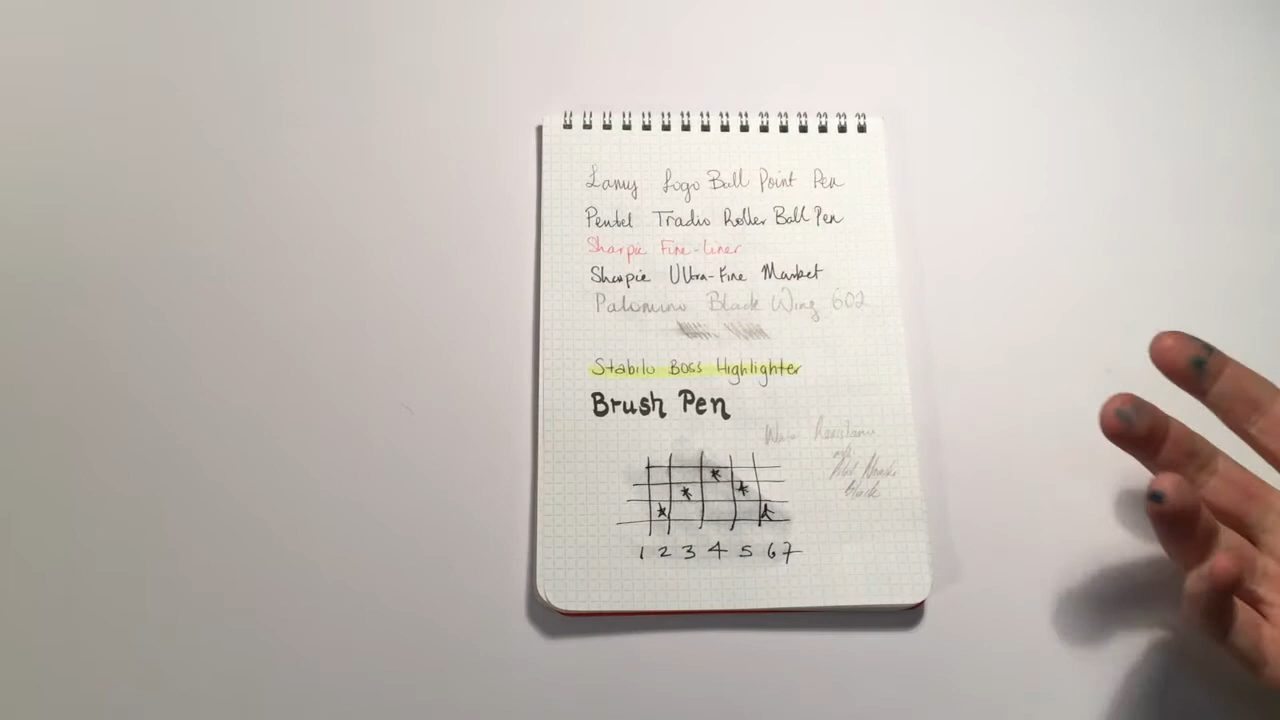 Lamy Logo Ball Point Pen
Pentel Tradio Roller Ball Pen
Sharpie Fine-liner
Sharpie Ultra-Fine Market
Palomino Black Wing 602
Stabilo Boss Highlighter
Brush Pen
Resistance
Black
1 2 3 4 5 6 7